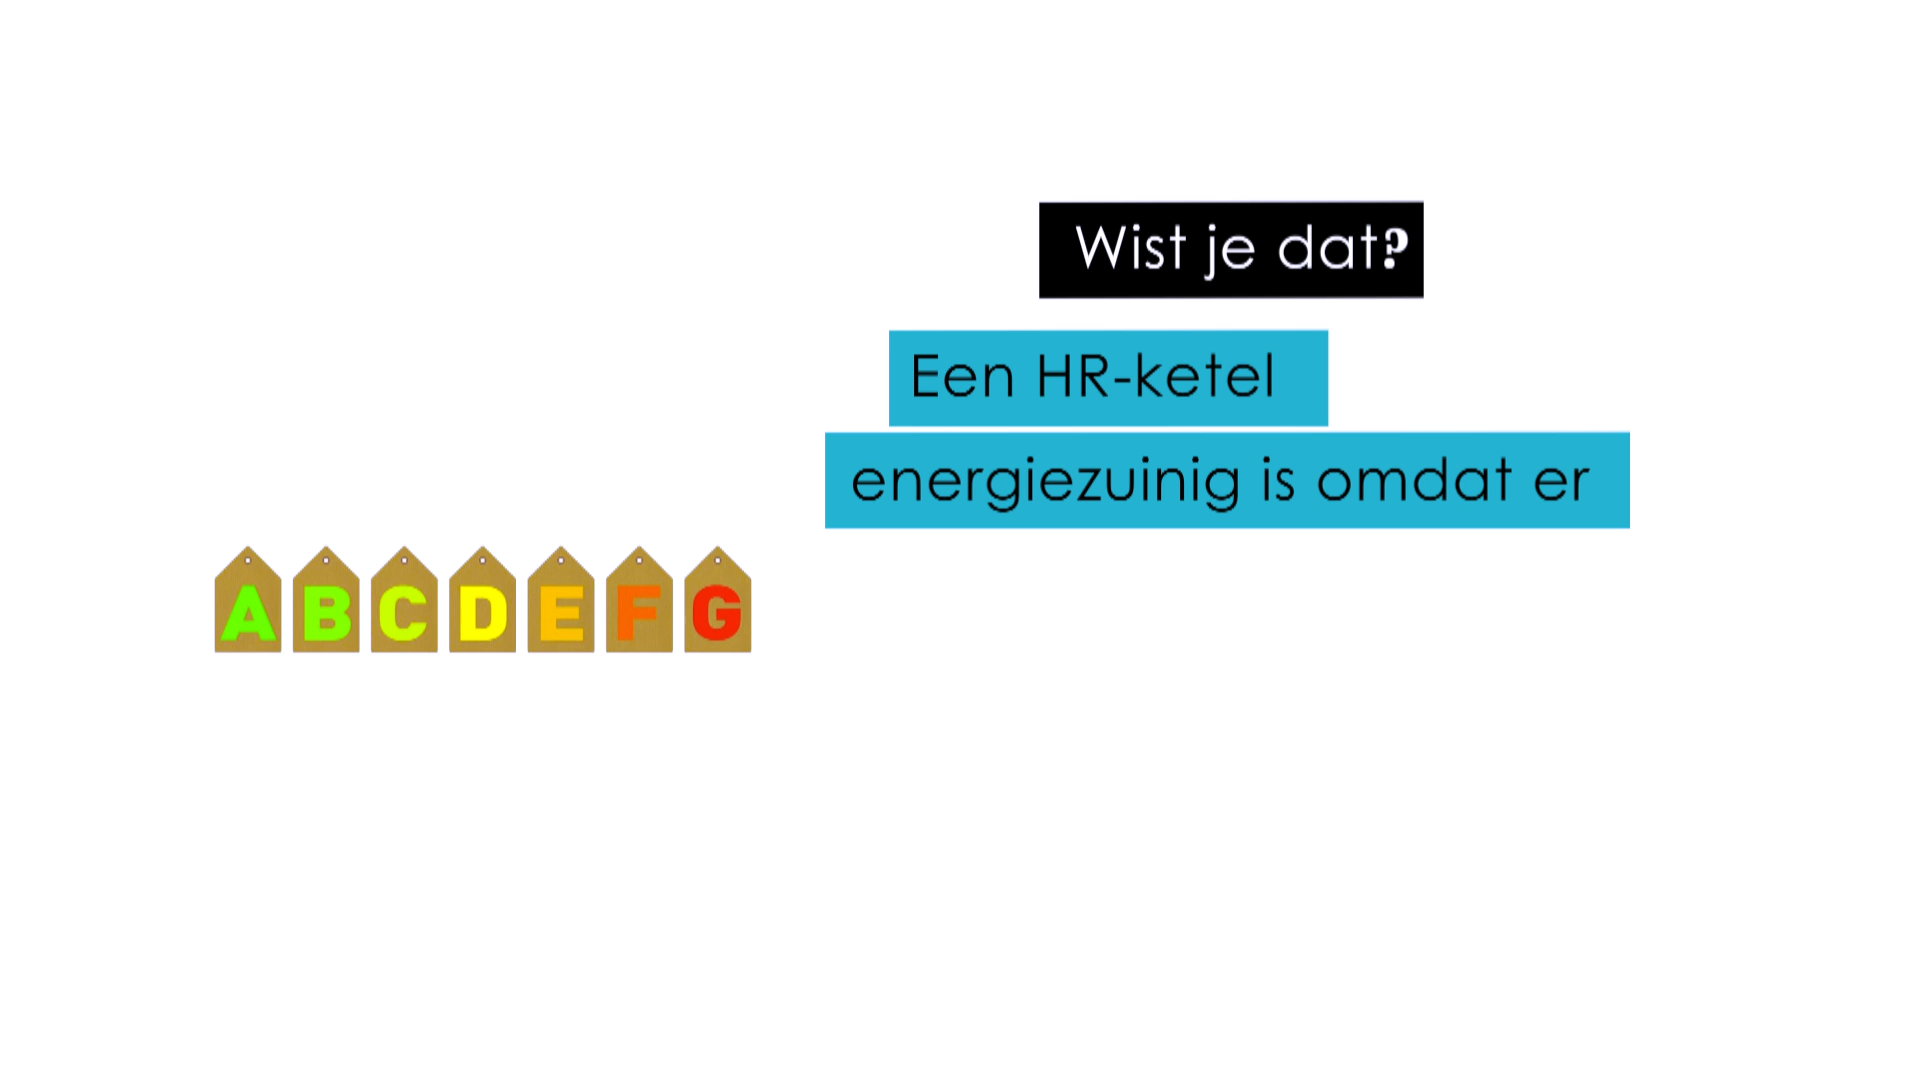 Wist je dat?
Een HR-ketel
energiezuinig is omdat er
A B C D E F G